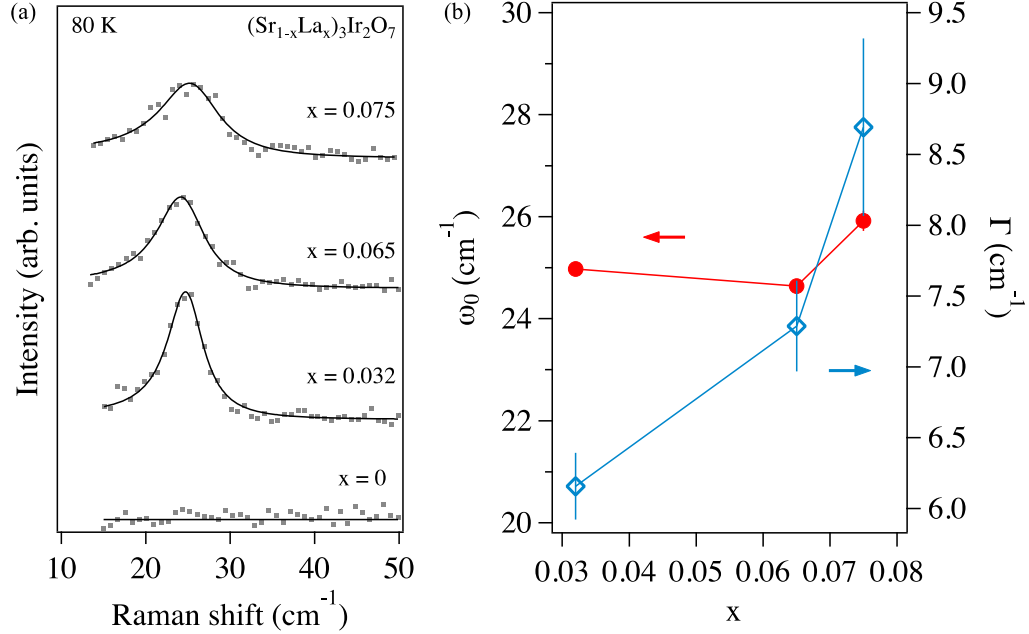 (a)
80 K (Sr1-xLax)3Ir2O7
x = 0.075
x = 0.065
x = 0.032
x = 0
Intensity (arb. units)
10 20 30 40 50
Raman shift (cm-1)
(b)
30
28
26
24
22
20
ω0 (cm-1)
9.5
9.0
8.5
8.0
7.5
7.0
6.5
6.0
Γ (cm-1)
0.03 0.04 0.05 0.06 0.07 0.08
x